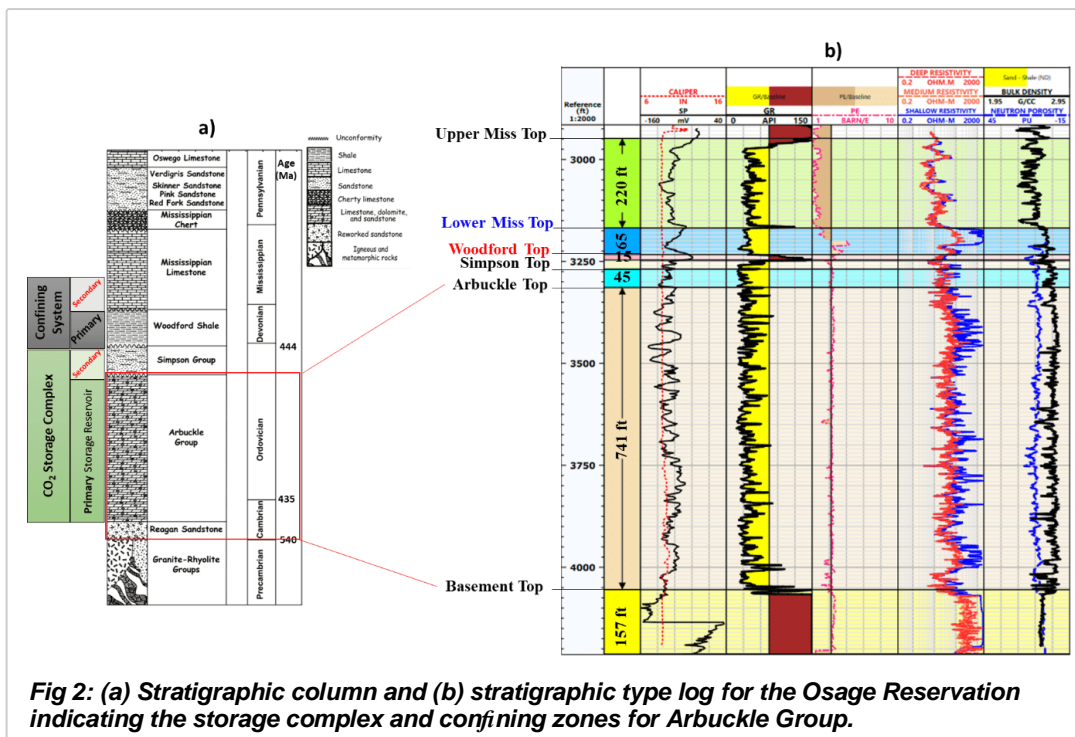 a)
Unconformity
Shale
Limestone
Sandstone
Cherty limestone
Limestone, dolomite,
and sandstone
Reworked sandstone
Igneous and
metamorphic rocks
Age
(Ma)
Oswego Limestone
Verdigris Sandstone
Skinner Sandstone
Pink Sandstone
Red Fork Sandstone
Mississippian
Chert
Mississippian
Limestone
Woodford Shale
Simpson Group
Arbuckle
Group
Reagan Sandstone
Granite-Rhyolite
Groups
Pennsylvanian
Mississippian
Devonian
Ordovician
Cambrian
Precambrian
444
435
540
Confining
System
Secondary
Primary
CO2 Storage Complex
Secondary
Primary Storage Reservoir
b)
Reference
(ft)
1:2000
CALIPER
6 IN 16
SP
-160 mV 40
GR/Baseline
GR
0 API 150
PE/Baseline
PE
1 BARN/E 10
DEEP RESISTIVITY
0.2 OHM.M 2000
MEDIUM RESISTIVITY
0.2 OHM-M 2000
SHALLOW RESISTIVITY
0.2 OHM-M 2000
Sand - Shale (ND)
BULK DENSITY
1.95 G/CC 2.95
NEUTRON POROSITY
45 PU -15
Upper Miss Top
Lower Miss Top
Woodford Top
Simpson Top
Arbuckle Top
Basement Top
3000
3250
3500
3750
4000
220 ft
65
15
45
741 ft
157 ft
Fig 2: (a) Stratigraphic column and (b) stratigraphic type log for the Osage Reservation
indicating the storage complex and confining zones for Arbuckle Group.